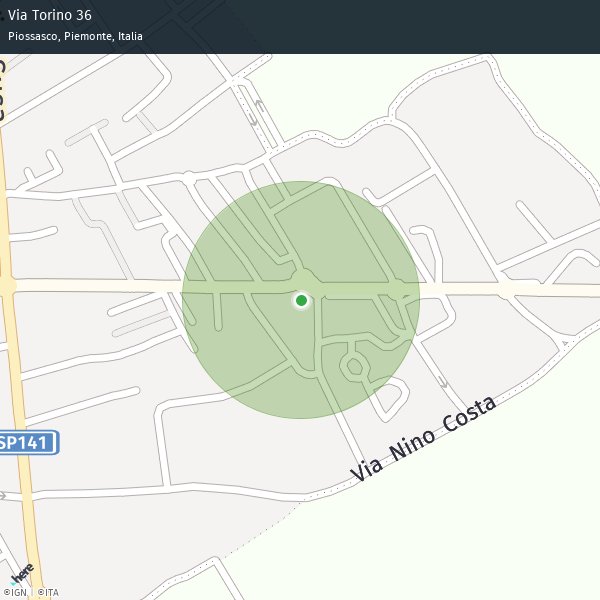 Via Torino 36
Piossasco, Piemonte, Italia
SP141
Via Nino Costa
here
©IGN ©ITA